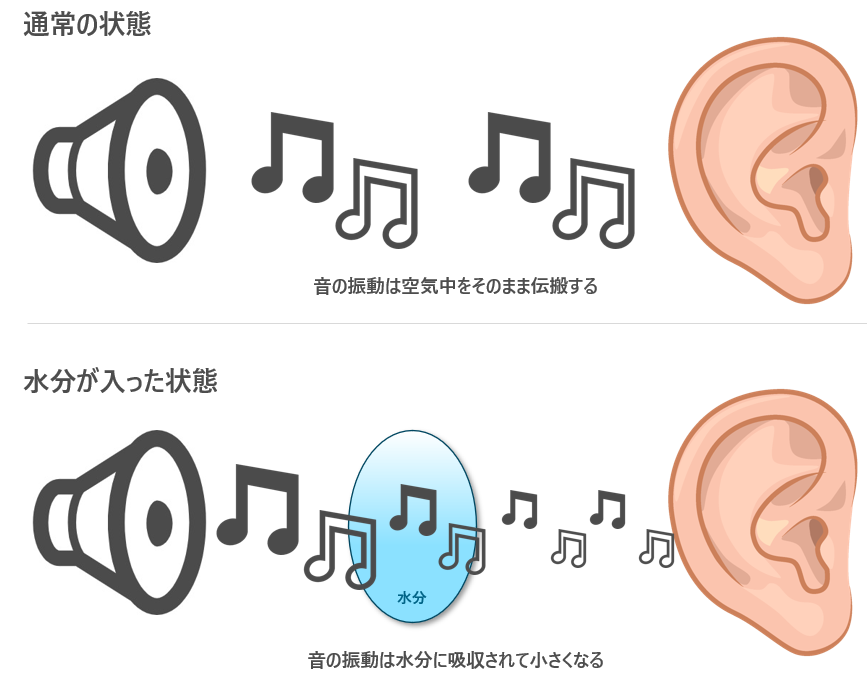 通常の状態
音の振動は空気中をそのまま伝搬する
水分が入った状態
水分
音の振動は水分に吸収されて小さくなる